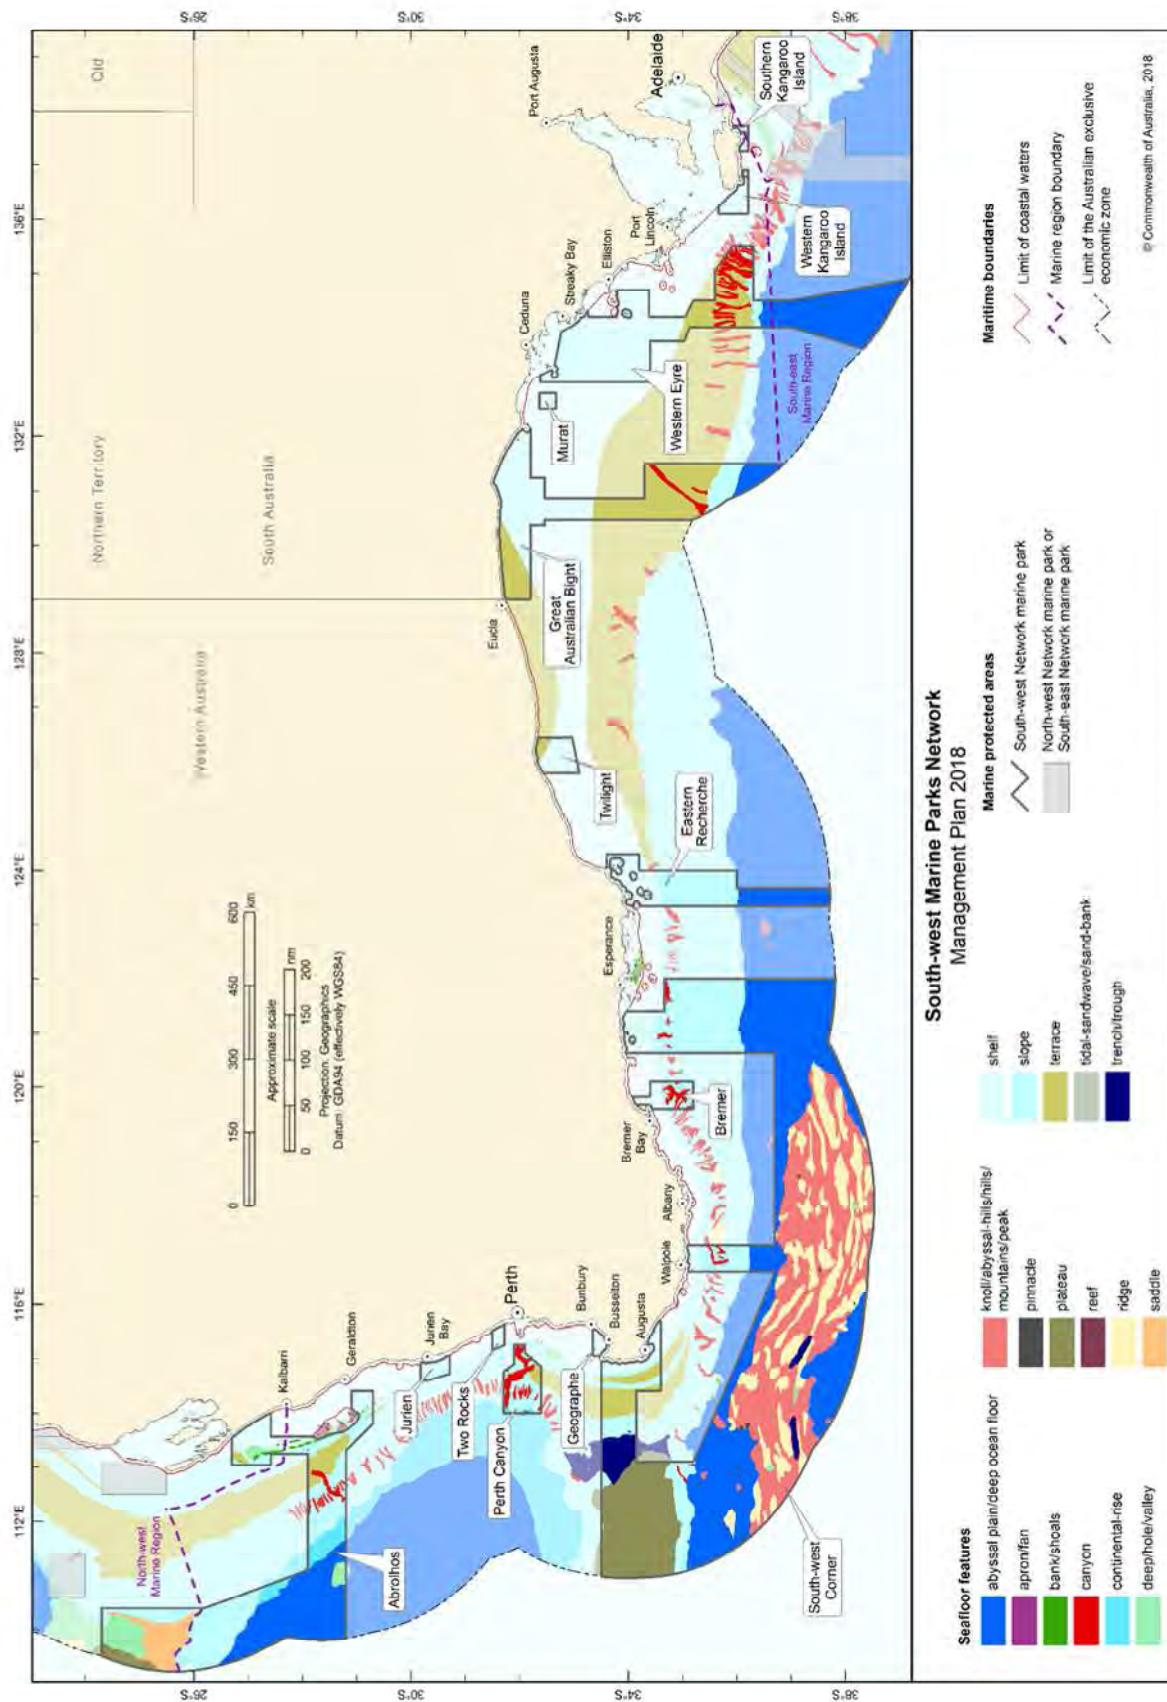 112°E
116°E
120°E
124°E
128°E
132°E
136°E
26°S
30°S
34°S
38°S
26°S
30°S
34°S
38°S
Western Australia
Northern Territory
South Australia
Qld
North-west
Marine Region
Kalbarri
Geraldton
Jurien
Bay
Perth
Bunbury
Busselton
Augusta
Walpole
Albany
Bremer
Bay
Esperance
Eucla
Ceduna
Streaky Bay
Elliston
Port
Lincoln
Port Augusta
Adelaide
Abrolhos
Jurien
Two Rocks
Perth Canyon
Geographe
South-west
Corner
Bremer
Eastern
Recherche
Twilight
Great
Australian Bight
Murat
Western Eyre
Western
Kangaroo
Island
Southern
Kangaroo
Island
South-east
Marine Region
0 150 300 450 600
km
Approximate scale
nm
0 50 100 150 200
Projection: Geographics
Datum: GDA94 (effectively WGS84)
South-west Marine Parks Network
Management Plan 2018
Seafloor features
abyssal plain/deep ocean floor
apron/fan
bank/shoals
canyon
continental-rise
deep/hole/valley
knoll/abyssal-hills/hills/
mountains/peak
pinnacle
plateau
reef
ridge
saddle
shelf
slope
terrace
tidal-sandwave/sand-bank
trench/trough
Marine protected areas
South-west Network marine park
North-west Network marine park or
South-east Network marine park
Maritime boundaries
Limit of coastal waters
Marine region boundary
Limit of the Australian exclusive
economic zone
© Commonwealth of Australia, 2018